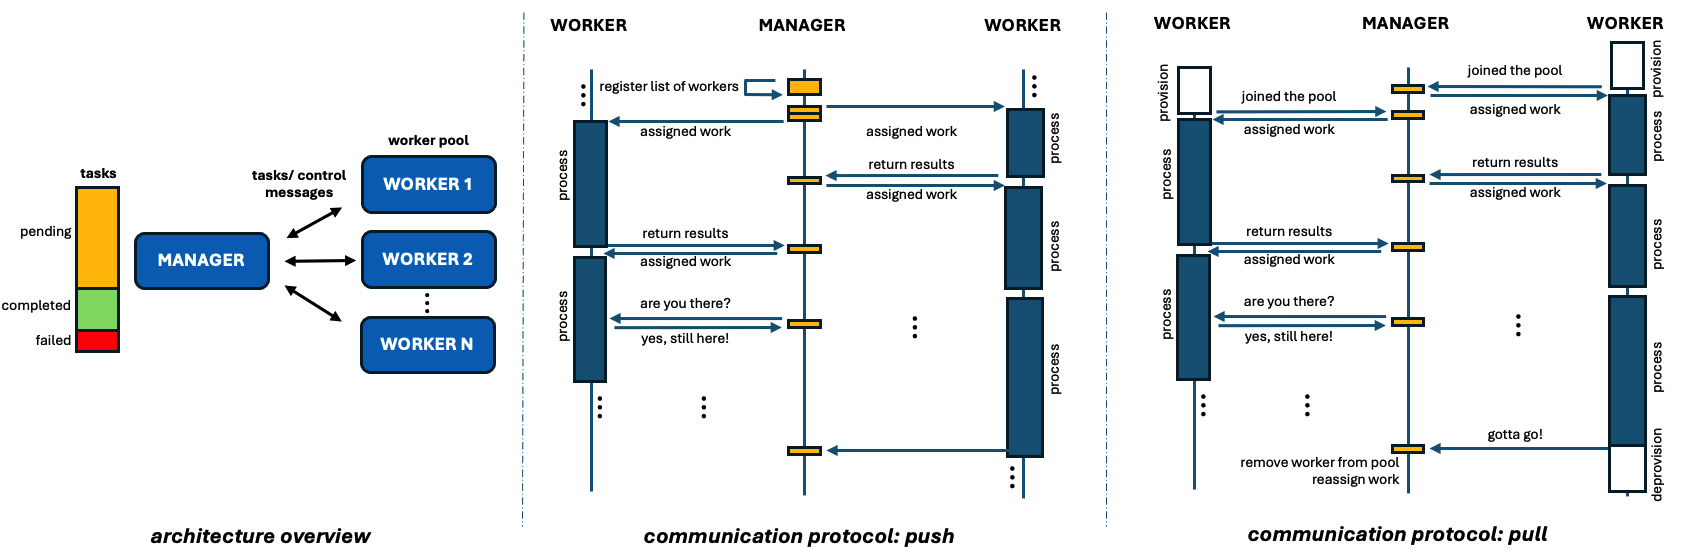 tasks
pending
completed
failed
MANAGER
tasks/ control
messages
worker pool
WORKER 1
WORKER 2
WORKER N
architecture overview
WORKER
MANAGER
WORKER
register list of workers
assigned work
assigned work
process
process
return results
assigned work
return results
assigned work
process
process
are you there?
yes, still here!
process
communication protocol: push
WORKER
MANAGER
WORKER
provision
provision
joined the pool
assigned work
joined the pool
assigned work
process
process
return results
assigned work
return results
assigned work
process
process
are you there?
yes, still here!
process
gotta go!
remove worker from pool
reassign work
deprovision
communication protocol: pull